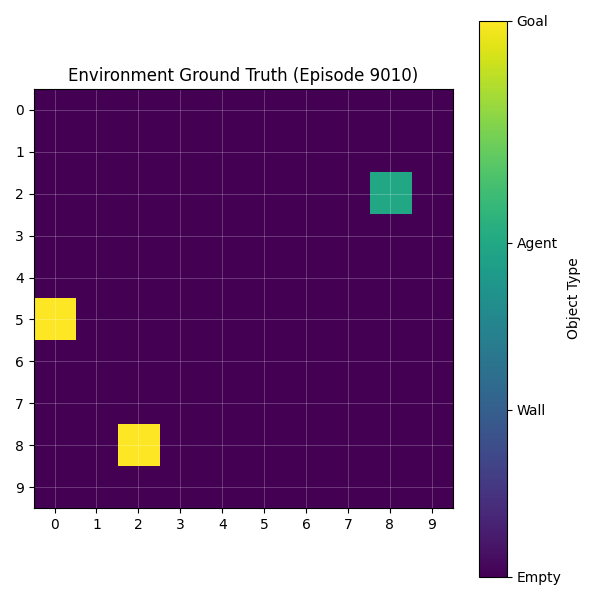 Environment Ground Truth (Episode 9010)
0
1
2
3
4
5
6
7
8
9
0 1 2 3 4 5 6 7 8 9
Goal
Agent
Wall
Empty
Object Type